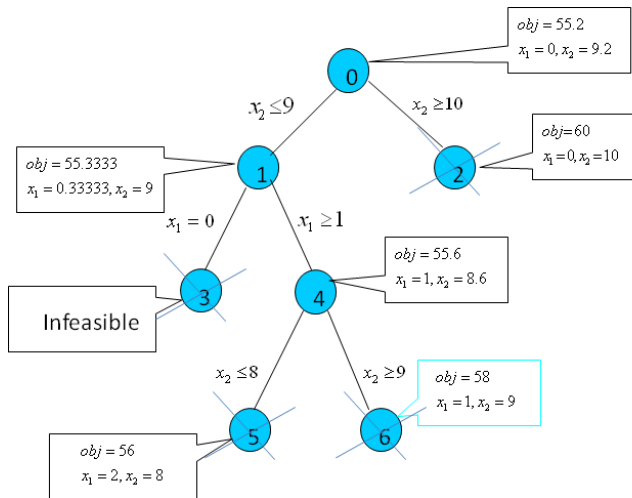 obj = 55.2
x₁ = 0, x₂ = 9.2
0
x₂ ≤9
x₂ ≥10
obj=60
x₁=0, x₂=10
obj = 55.3333
x₁ = 0.33333, x₂ = 9
1
2
x₁ = 0
x₁ ≥1
obj = 55.6
x₁ = 1, x₂ = 8.6
3
4
Infeasible
x₂ ≤8
x₂ ≥9
obj = 58
x₁ = 1, x₂ = 9
5
6
obj = 56
x₁ = 2, x₂ = 8